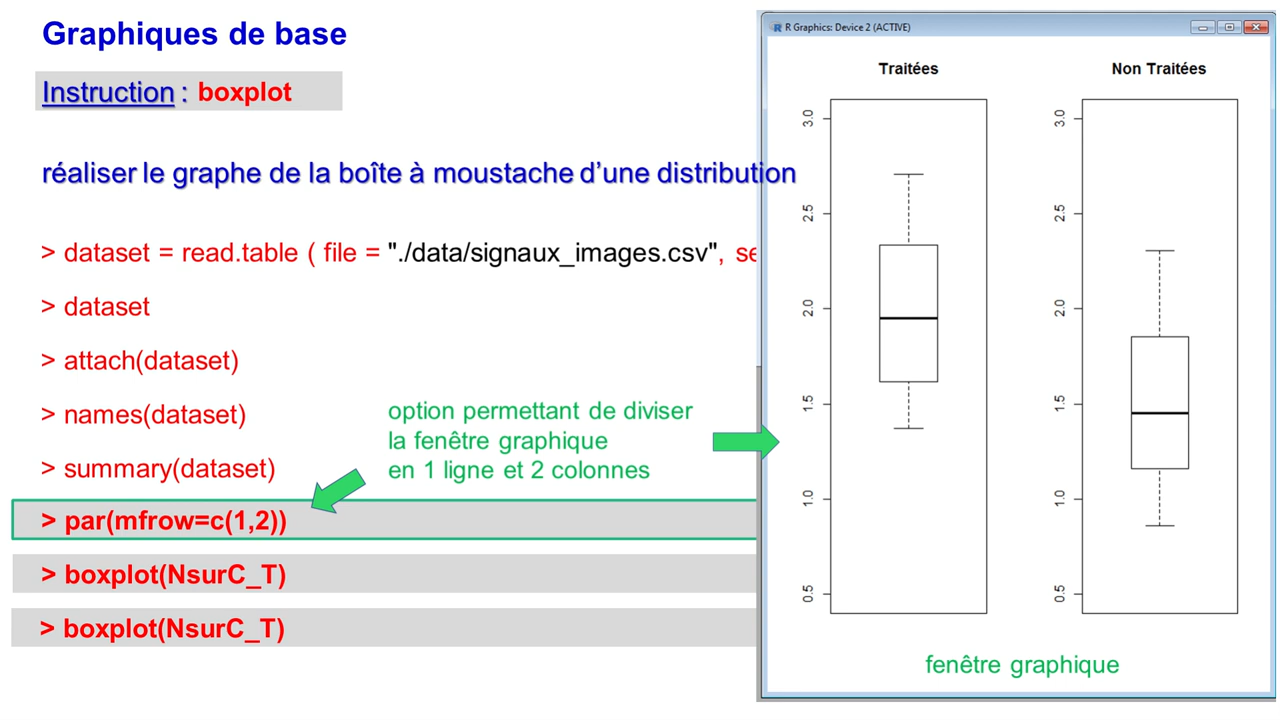 Graphiques de base
Instruction : boxplot
réaliser le graphe de la boîte à moustache d’une distribution
> dataset = read.table ( file = "./data/signaux_images.csv", se
> dataset
> attach(dataset)
> names(dataset)
> summary(dataset)
option permettant de diviser
la fenêtre graphique
en 1 ligne et 2 colonnes
> par(mfrow=c(1,2))
> boxplot(NsurC_T)
> boxplot(NsurC_T)
R Graphics: Device 2 (ACTIVE)
Traitées
3.0
2.5
2.0
1.5
1.0
0.5
Non Traitées
3.0
2.5
2.0
1.5
1.0
0.5
fenêtre graphique